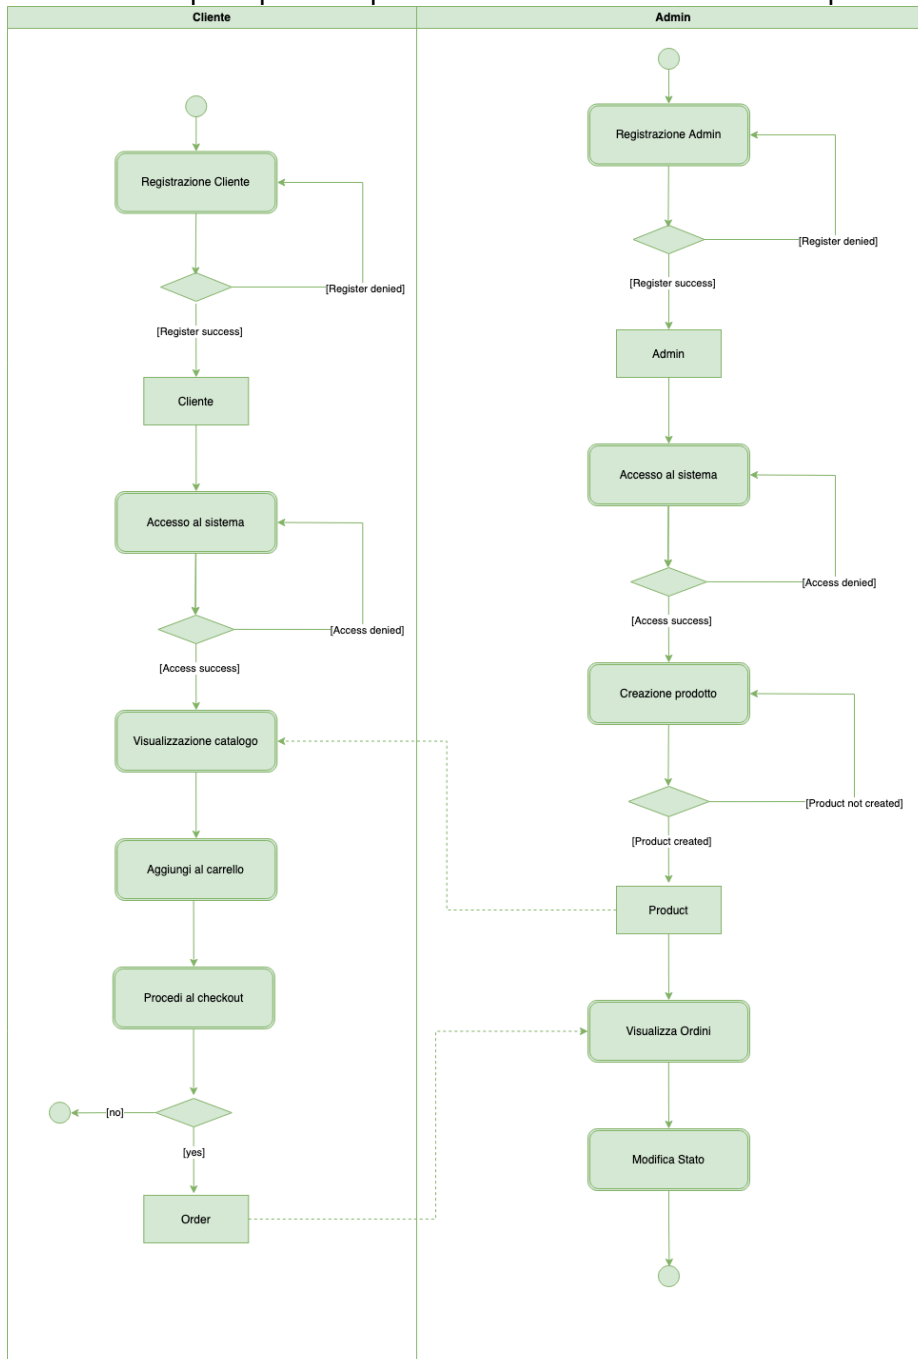 Cliente
Admin
Registrazione Cliente
[Register denied]
[Register success]
Cliente
Accesso al sistema
[Access denied]
[Access success]
Visualizzazione catalogo
Aggiungi al carrello
Procedi al checkout
[no]
[yes]
Order
Registrazione Admin
[Register denied]
[Register success]
Admin
Accesso al sistema
[Access denied]
[Access success]
Creazione prodotto
[Product not created]
[Product created]
Product
Visualizza Ordini
Modifica Stato